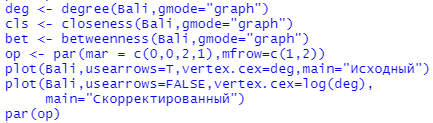 deg <- degree(Bali,gmode="graph")
cls <- closeness(Bali,gmode="graph")
bet <- betweenness(Bali,gmode="graph")
op <- par(mar = c(0,0,2,1),mfrow=c(1,2))
plot(Bali,usearrows=T,vertex.cex=deg,main="Исходный")
plot(Bali,usearrows=FALSE,vertex.cex=log(deg),
     main="Скорректированный")
par(op)